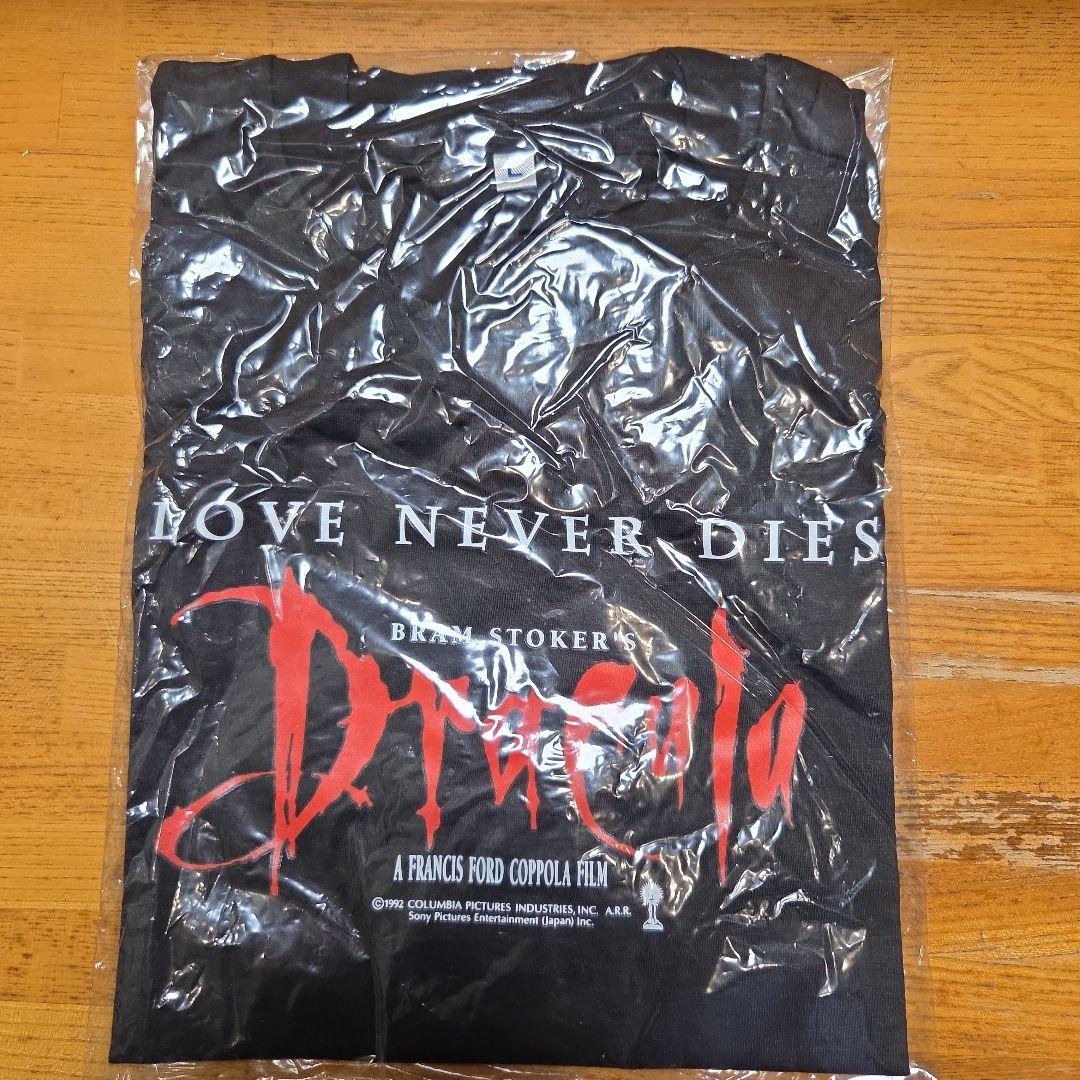 LOVE NEVER DIES
BRAM STOKER'S
Dracula
A FRANCIS FORD COPPOLA FILM
©1992 COLUMBIA PICTURES INDUSTRIES, INC. A.R.R.
Sony Pictures Entertainment (Japan) Inc.